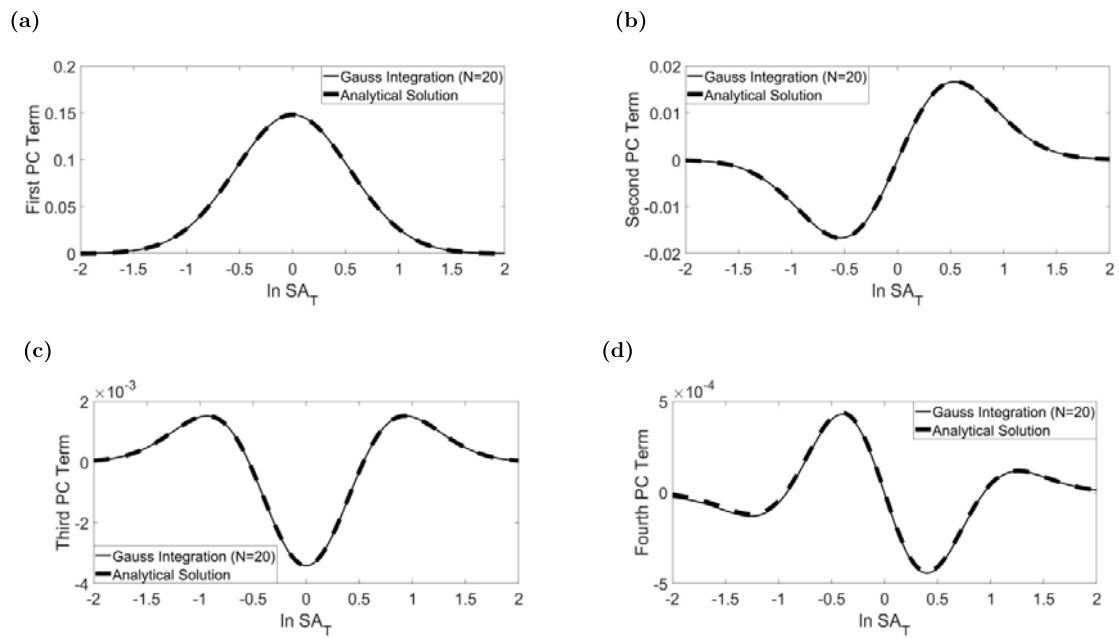 (a)
First PC Term
0.2
0.15
0.1
0.05
0
Gauss Integration (N=20)
Analytical Solution
-2 -1.5 -1 -0.5 0 0.5 1 1.5 2
ln SA_T
(b)
Second PC Term
0.02
0.01
0
-0.01
-0.02
Gauss Integration (N=20)
Analytical Solution
-2 -1.5 -1 -0.5 0 0.5 1 1.5 2
ln SA_T
(c)
×10⁻³
Third PC Term
2
0
-2
-4
Gauss Integration (N=20)
Analytical Solution
-2 -1.5 -1 -0.5 0 0.5 1 1.5 2
ln SA_T
(d)
×10⁻⁴
Fourth PC Term
5
0
-5
Gauss Integration (N=20)
Analytical Solution
-2 -1.5 -1 -0.5 0 0.5 1 1.5 2
ln SA_T